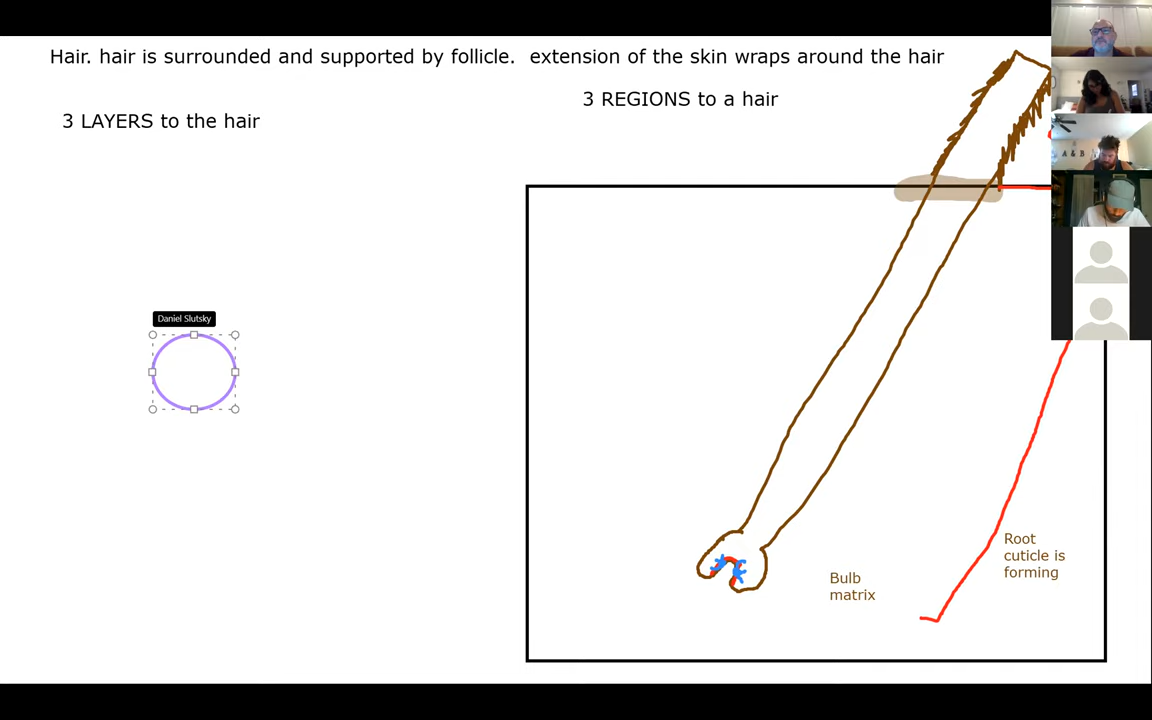 Hair. hair is surrounded and supported by follicle.  extension of the skin wraps around the hair
3 REGIONS to a hair
3 LAYERS to the hair
Daniel Slutsky
Root
cuticle is
forming
Bulb
matrix
A & B